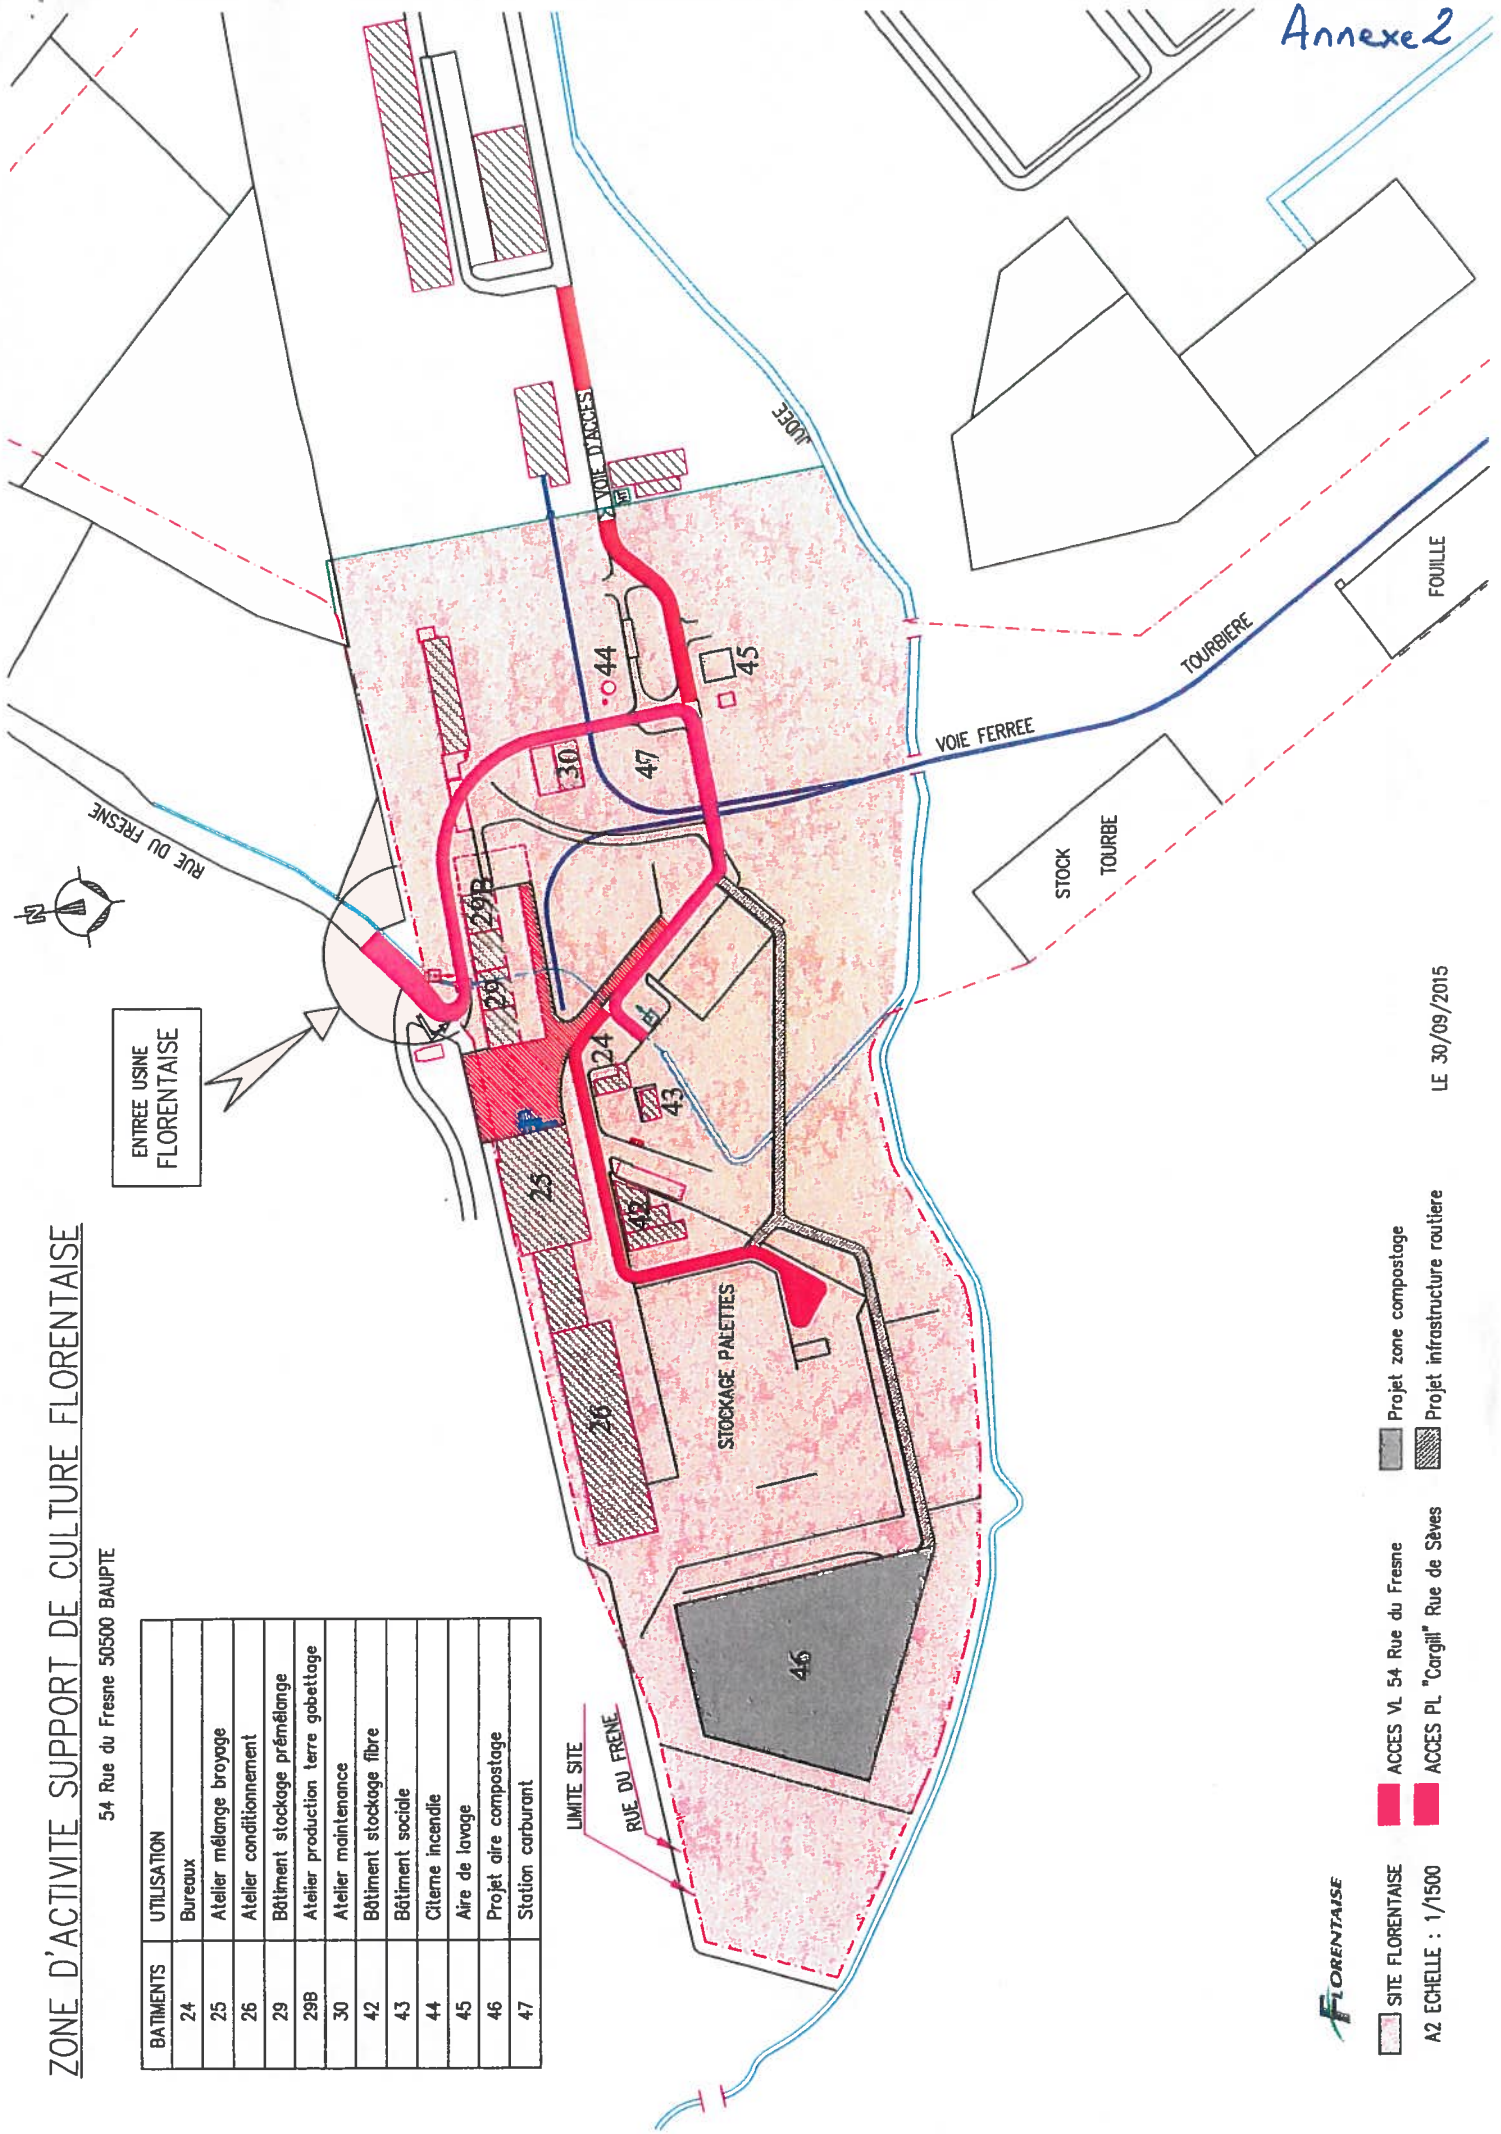 Annexe 2
ZONE D'ACTIVITE SUPPORT DE CULTURE FLORENTAISE
54 Rue du Fresne 50500 BAUPTE
BATIMENTS UTILISATION
24 Bureaux
25 Atelier mélange broyage
26 Atelier conditionnement
29 Bâtiment stockage prémélange
29B Atelier production terre gobettage
30 Atelier maintenance
42 Bâtiment stockage fibre
43 Bâtiment sociale
44 Citerne incendie
45 Aire de lavage
46 Projet aire compostage
47 Station carburant
ENTREE USINE
FLORENTAISE
N
RUE DU FRESNE
LIMITE SITE
RUE DU FRENE
26
25
29
29B
30
24
43
42
44
45
47
46
STOCKAGE PALETTES
VOIE D'ACCES
JUDEE
VOIE FERREE
TOURBIERE
STOCK
TOURBE
FOUILLE
FLORENTAISE
SITE FLORENTAISE
ACCES VL 54 Rue du Fresne
Projet zone compostage
A2 ECHELLE : 1/1500
ACCES PL "Cargill" Rue de Sèves
Projet infrastructure routiere
LE 30/09/2015